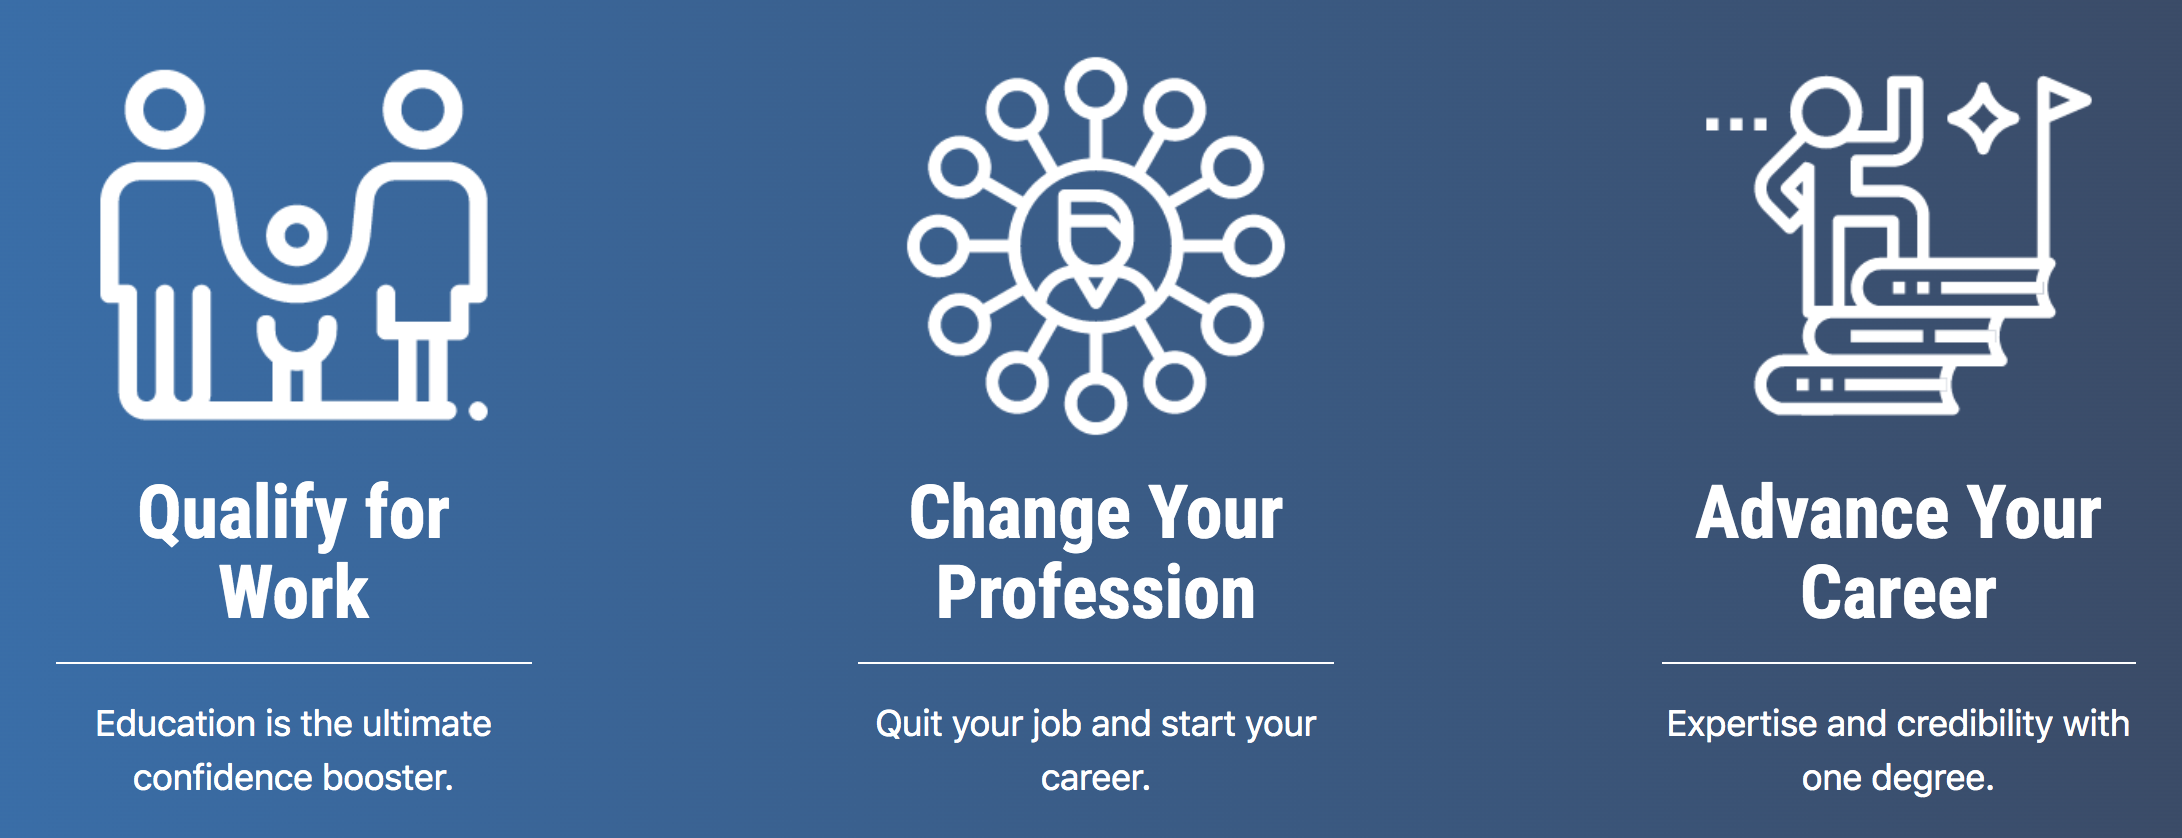 Qualify for
Work
Education is the ultimate
confidence booster.
Change Your
Profession
Quit your job and start your
career.
Advance Your
Career
Expertise and credibility with
one degree.